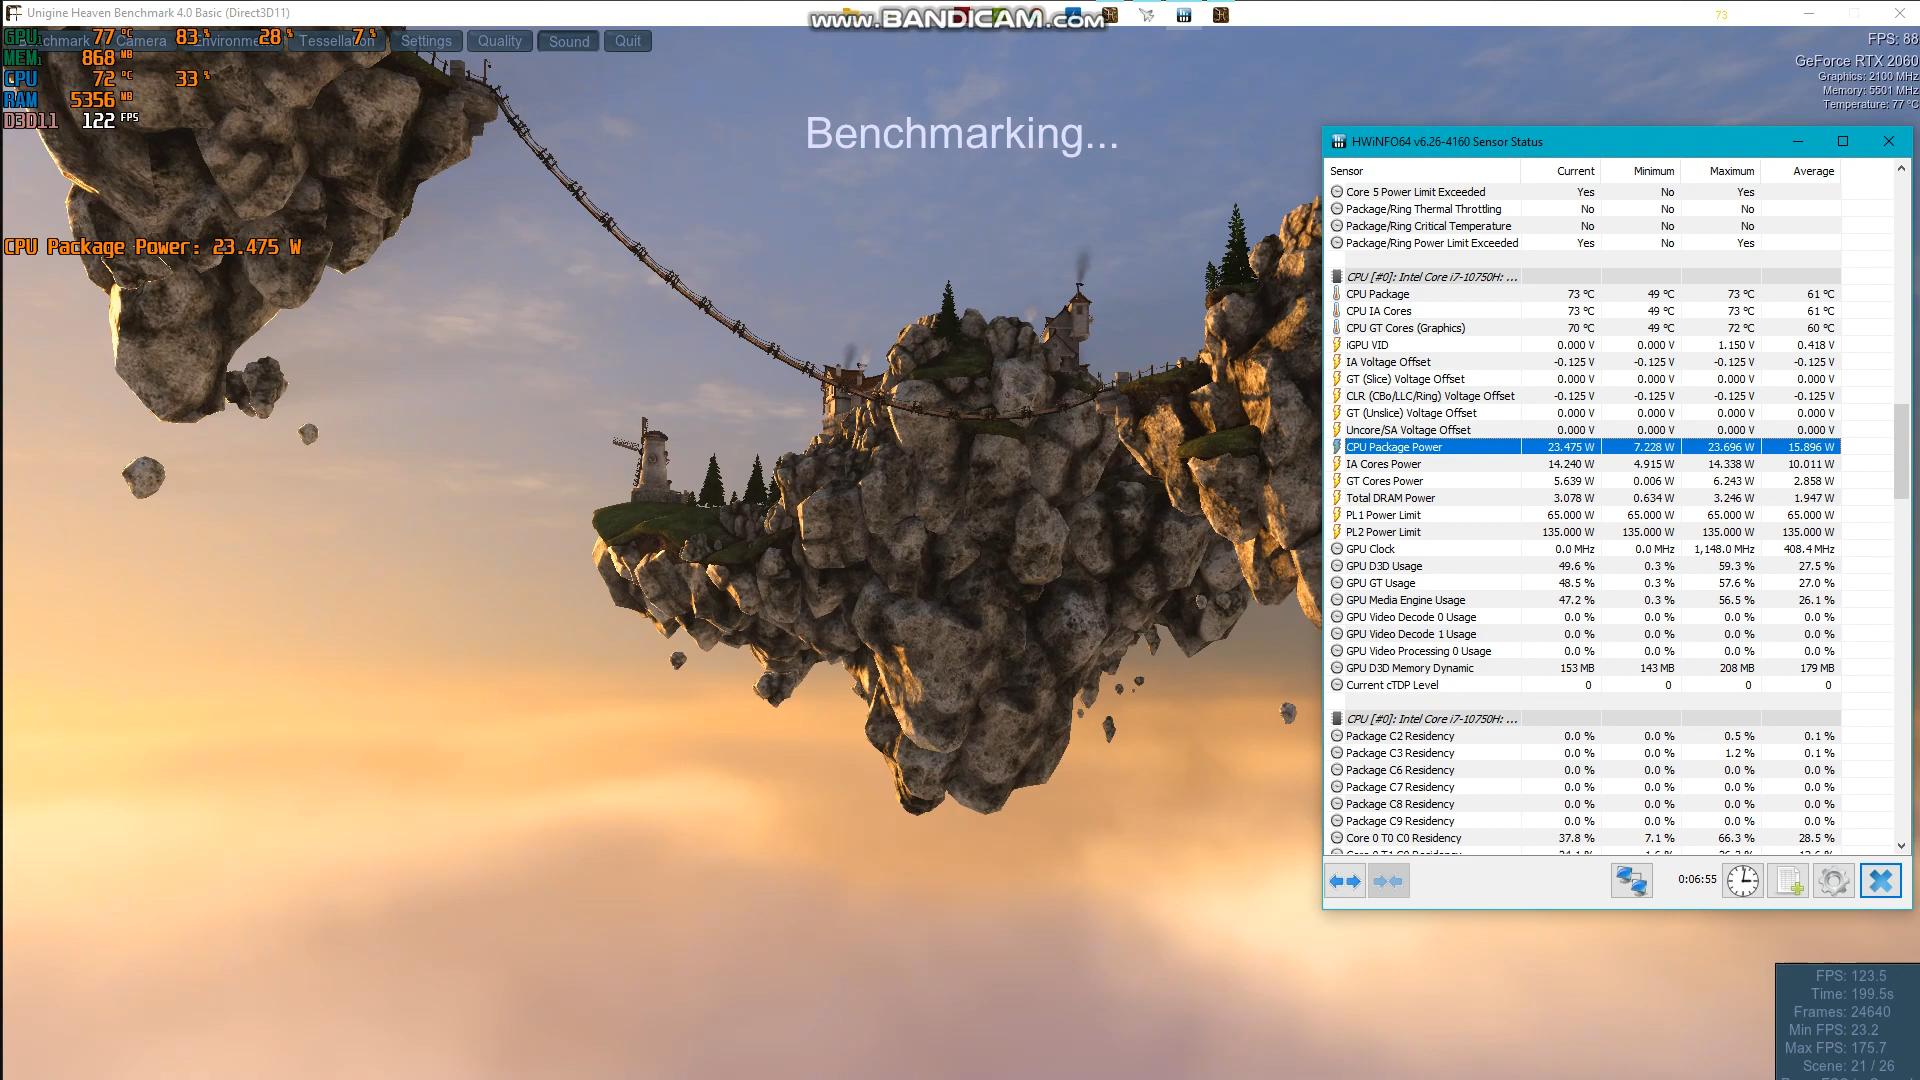 Unigine Heaven Benchmark 4.0 Basic (Direct3D11)
www.BANDICAM.com
73
Benchmark Camera Environment Tessellation Settings Quality Sound Quit
GPU 77 °C 83 % 28 % 7 %
MEM 868 MB
CPU 72 °C 33 %
RAM 5356 MB
D3D11 122 FPS
CPU Package Power: 23.475 W
Benchmarking...
FPS: 88
GeForce RTX 2060
Graphics: 2100 MHz
Memory: 5501 MHz
Temperature: 77 °C
HWiNFO64 v6.26-4160 Sensor Status
Sensor Current Minimum Maximum Average
Core 5 Power Limit Exceeded Yes No Yes
Package/Ring Thermal Throttling No No No
Package/Ring Critical Temperature No No No
Package/Ring Power Limit Exceeded Yes No Yes
CPU [#0]: Intel Core i7-10750H: ...
CPU Package 73 °C 49 °C 73 °C 61 °C
CPU IA Cores 73 °C 49 °C 73 °C 61 °C
CPU GT Cores (Graphics) 70 °C 49 °C 72 °C 60 °C
iGPU VID 0.000 V 0.000 V 1.150 V 0.418 V
IA Voltage Offset -0.125 V -0.125 V -0.125 V -0.125 V
GT (Slice) Voltage Offset 0.000 V 0.000 V 0.000 V 0.000 V
CLR (CBo/LLC/Ring) Voltage Offset -0.125 V -0.125 V -0.125 V -0.125 V
GT (Unslice) Voltage Offset 0.000 V 0.000 V 0.000 V 0.000 V
Uncore/SA Voltage Offset 0.000 V 0.000 V 0.000 V 0.000 V
CPU Package Power 23.475 W 7.228 W 23.696 W 15.896 W
IA Cores Power 14.240 W 4.915 W 14.338 W 10.011 W
GT Cores Power 5.639 W 0.006 W 6.243 W 2.858 W
Total DRAM Power 3.078 W 0.634 W 3.246 W 1.947 W
PL1 Power Limit 65.000 W 65.000 W 65.000 W 65.000 W
PL2 Power Limit 135.000 W 135.000 W 135.000 W 135.000 W
GPU Clock 0.0 MHz 0.0 MHz 1,148.0 MHz 408.4 MHz
GPU D3D Usage 49.6 % 0.3 % 59.3 % 27.5 %
GPU GT Usage 48.5 % 0.3 % 57.6 % 27.0 %
GPU Media Engine Usage 47.2 % 0.3 % 56.5 % 26.1 %
GPU Video Decode 0 Usage 0.0 % 0.0 % 0.0 % 0.0 %
GPU Video Decode 1 Usage 0.0 % 0.0 % 0.0 % 0.0 %
GPU Video Processing 0 Usage 0.0 % 0.0 % 0.0 % 0.0 %
GPU D3D Memory Dynamic 153 MB 143 MB 208 MB 179 MB
Current cTDP Level 0 0 0 0
CPU [#0]: Intel Core i7-10750H: ...
Package C2 Residency 0.0 % 0.0 % 0.5 % 0.1 %
Package C3 Residency 0.0 % 0.0 % 1.2 % 0.1 %
Package C6 Residency 0.0 % 0.0 % 0.0 % 0.0 %
Package C7 Residency 0.0 % 0.0 % 0.0 % 0.0 %
Package C8 Residency 0.0 % 0.0 % 0.0 % 0.0 %
Package C9 Residency 0.0 % 0.0 % 0.0 % 0.0 %
Core 0 T0 C0 Residency 37.8 % 7.1 % 66.3 % 28.5 %
0:06:55
FPS: 123.5
Time: 199.5s
Frames: 24640
Min FPS: 23.2
Max FPS: 175.7
Scene: 21 / 26